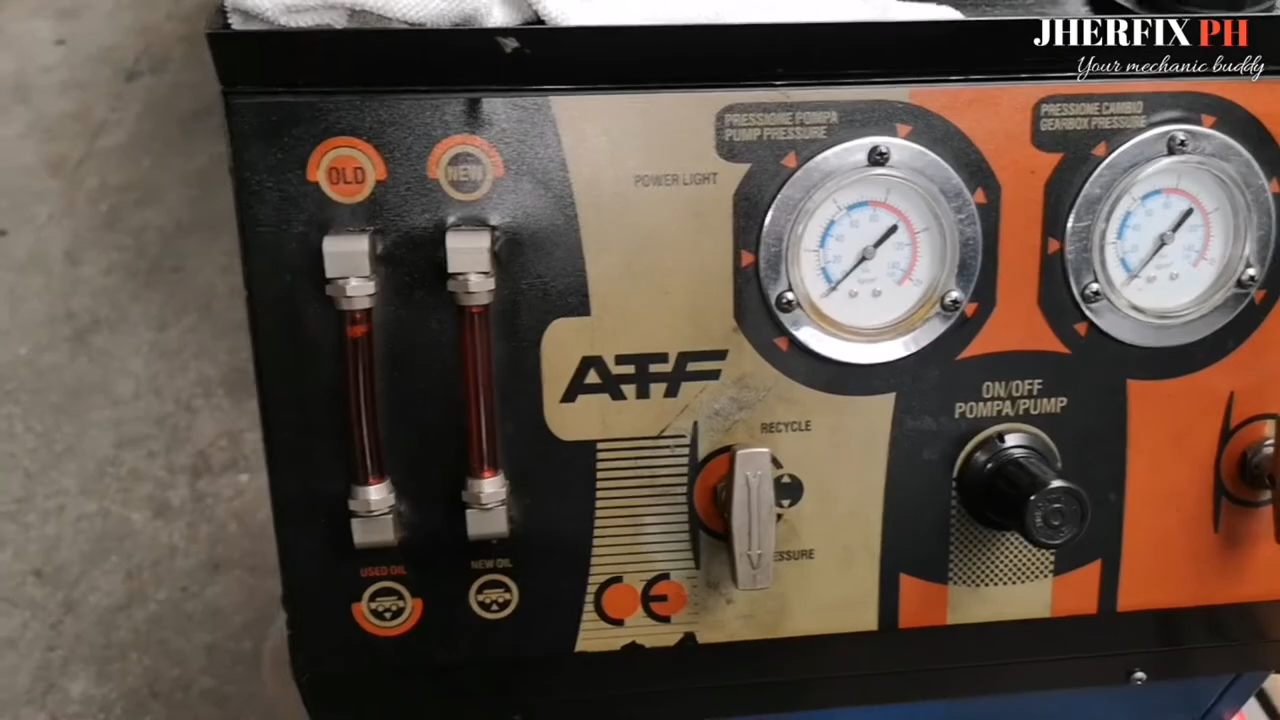 JHERFIX PH
Your mechanic buddy
PRESSIONE POMPA
PUMP PRESSURE
PRESSIONE CAMBIO
GEARBOX PRESSURE
OLD
NEW
POWER LIGHT
ATF
ON/OFF
POMPA/PUMP
RECYCLE
ESSURE
USED OIL
NEW OIL
CE